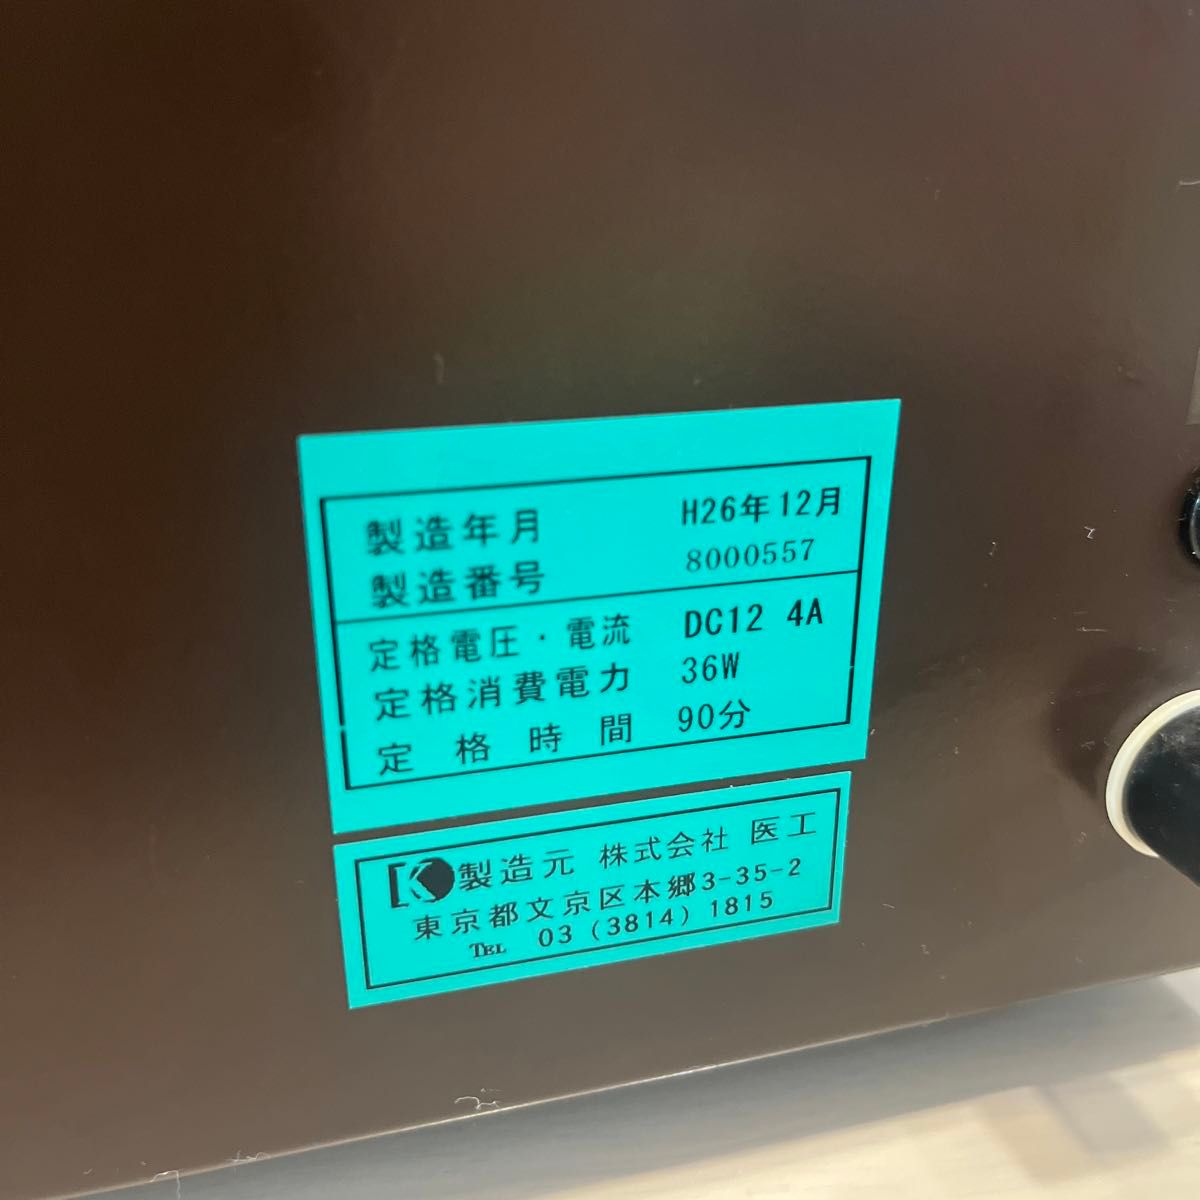 製造年月 H26年12月
製造番号 8000557
定格電圧・電流 DC12 4A
定格消費電力 36W
定格時間 90分
製造元 株式会社 医工
東京都文京区本郷3-35-2
TEL 03 (3814) 1815